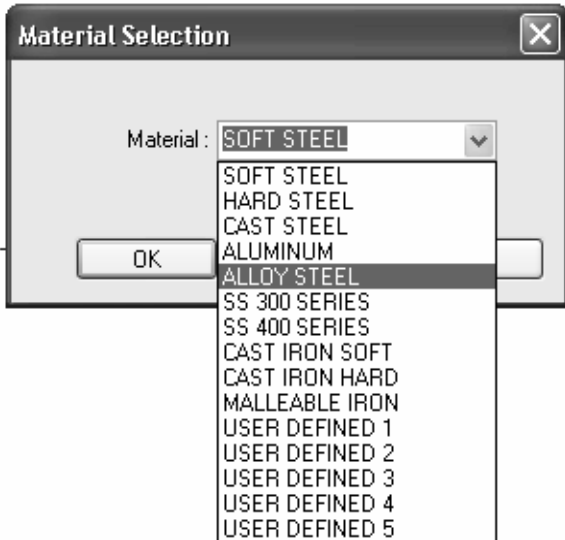 Material Selection
Material : SOFT STEEL
SOFT STEEL
HARD STEEL
CAST STEEL
ALUMINUM
OK
ALLOY STEEL
SS 300 SERIES
SS 400 SERIES
CAST IRON SOFT
CAST IRON HARD
MALLEABLE IRON
USER DEFINED 1
USER DEFINED 2
USER DEFINED 3
USER DEFINED 4
USER DEFINED 5